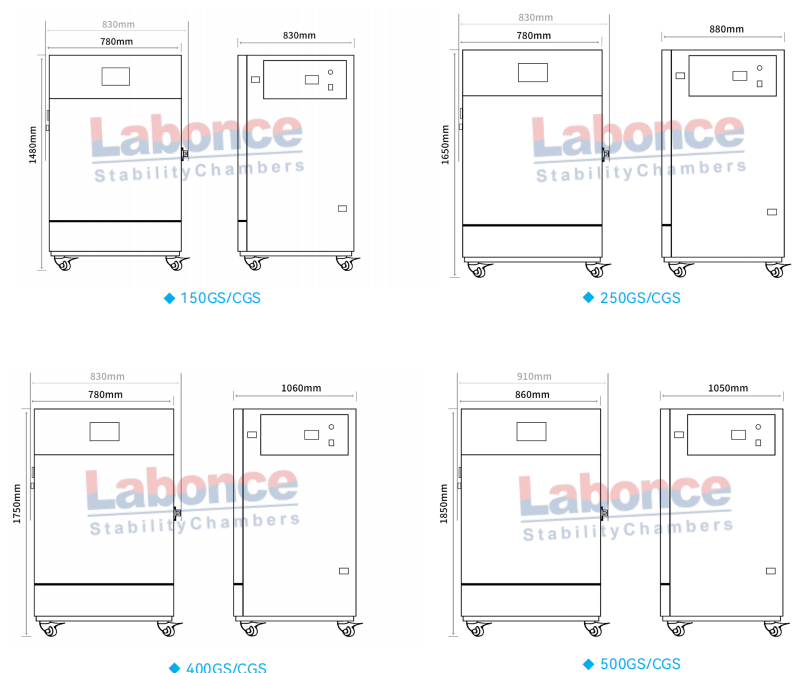 830mm
780mm
830mm
1480mm
Labonce
StabilityChambers
◆ 150GS/CGS
830mm
780mm
880mm
1650mm
Labonce
StabilityChambers
◆ 250GS/CGS
830mm
780mm
1060mm
1750mm
Labonce
StabilityChambers
◆ 400GS/CGS
910mm
860mm
1050mm
1850mm
Labonce
StabilityChambers
◆ 500GS/CGS